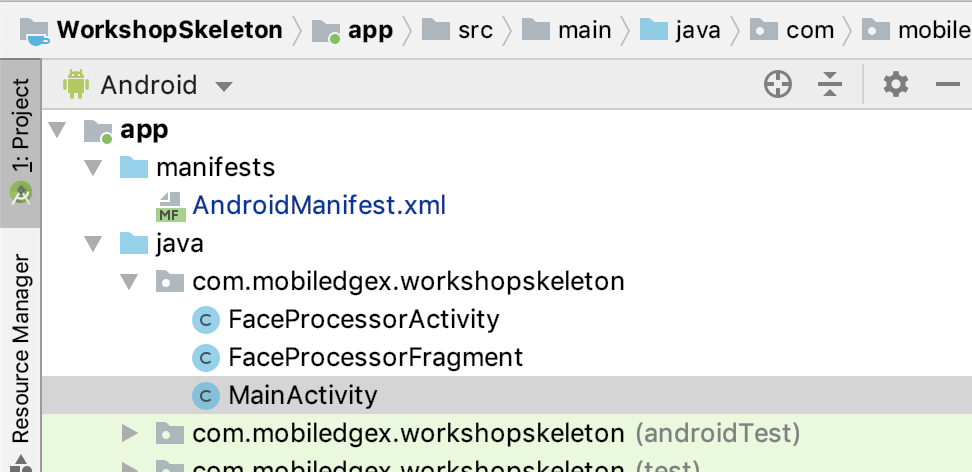 WorkshopSkeleton app src main java com mobile
1: Project
Android
app
manifests
MF
AndroidManifest.xml
java
com.mobiledgex.workshopskeleton
C FaceProcessorActivity
C FaceProcessorFragment
C MainActivity
com.mobiledgex.workshopskeleton (androidTest)
com.mobiledgex.workshopskeleton (test)
Resource Manager